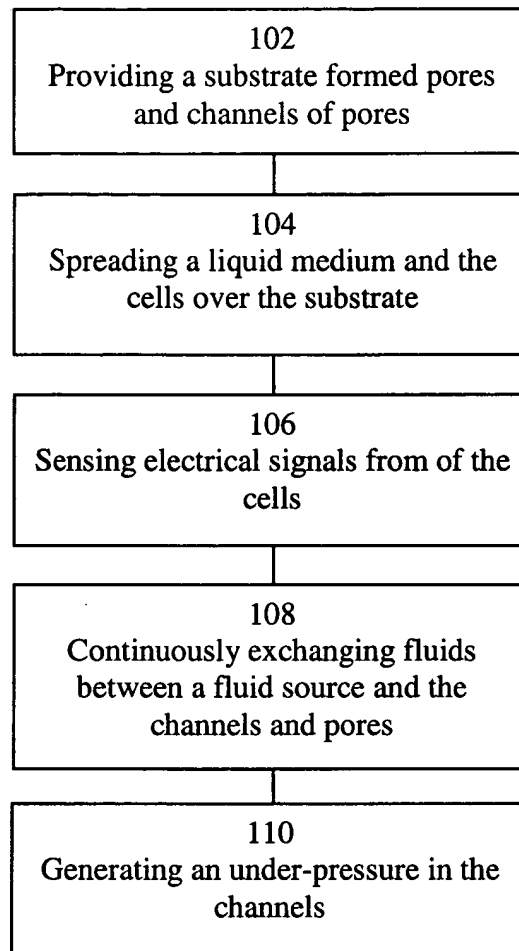 102
Providing a substrate formed pores
and channels of pores
104
Spreading a liquid medium and the
cells over the substrate
106
Sensing electrical signals from of the
cells
108
Continuously exchanging fluids
between a fluid source and the
channels and pores
110
Generating an under-pressure in the
channels